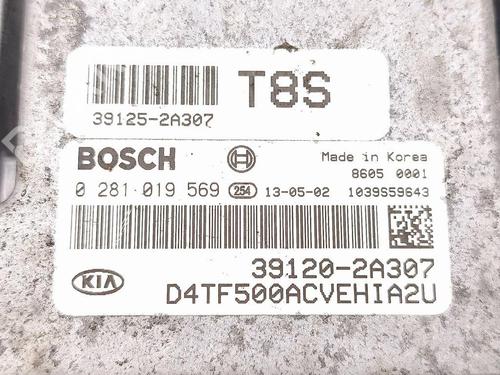 T8S
39125-2A307
BOSCH
Made in Korea
8605 0001
0 281 019 569 254 13-05-02 1039S59643
39120-2A307
KIA
D4TF500ACVEHIA2U